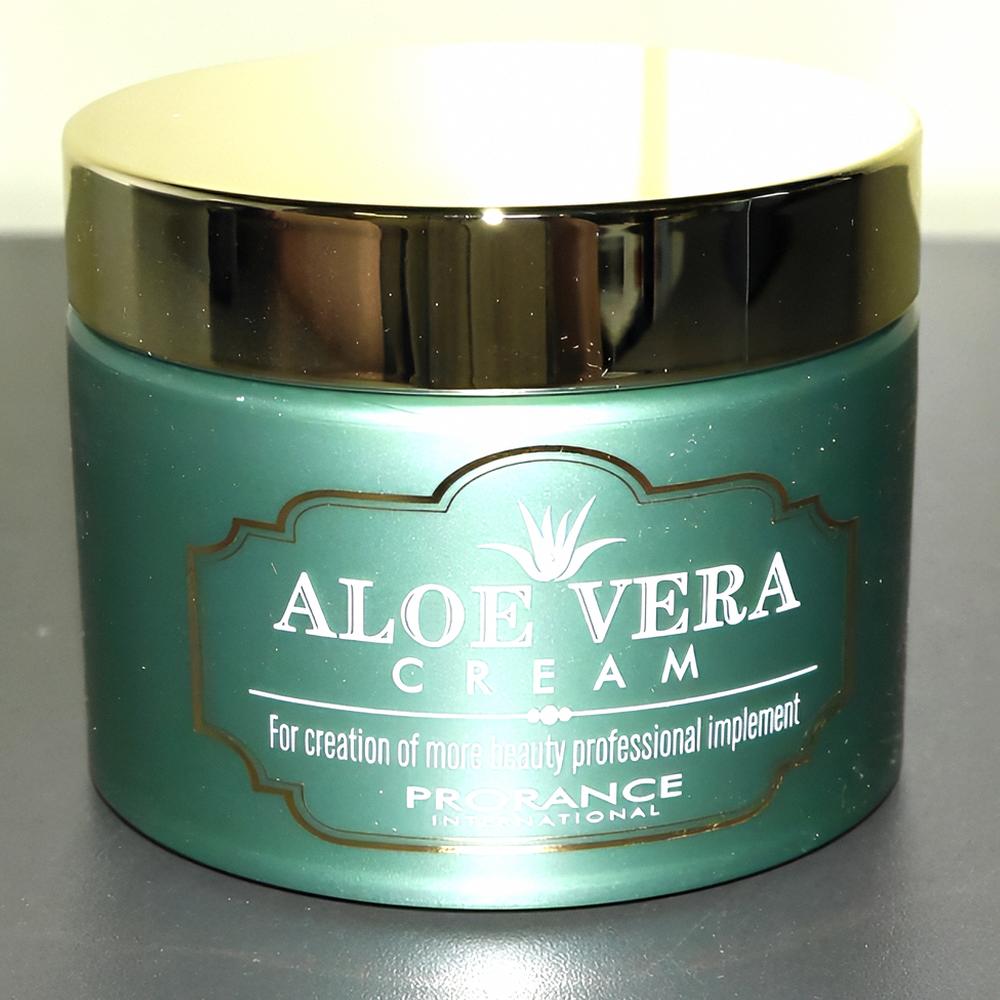 ALOE VERA
CREAM
For creation of more beauty professional implement
PRORANCE
INTERNATIONAL